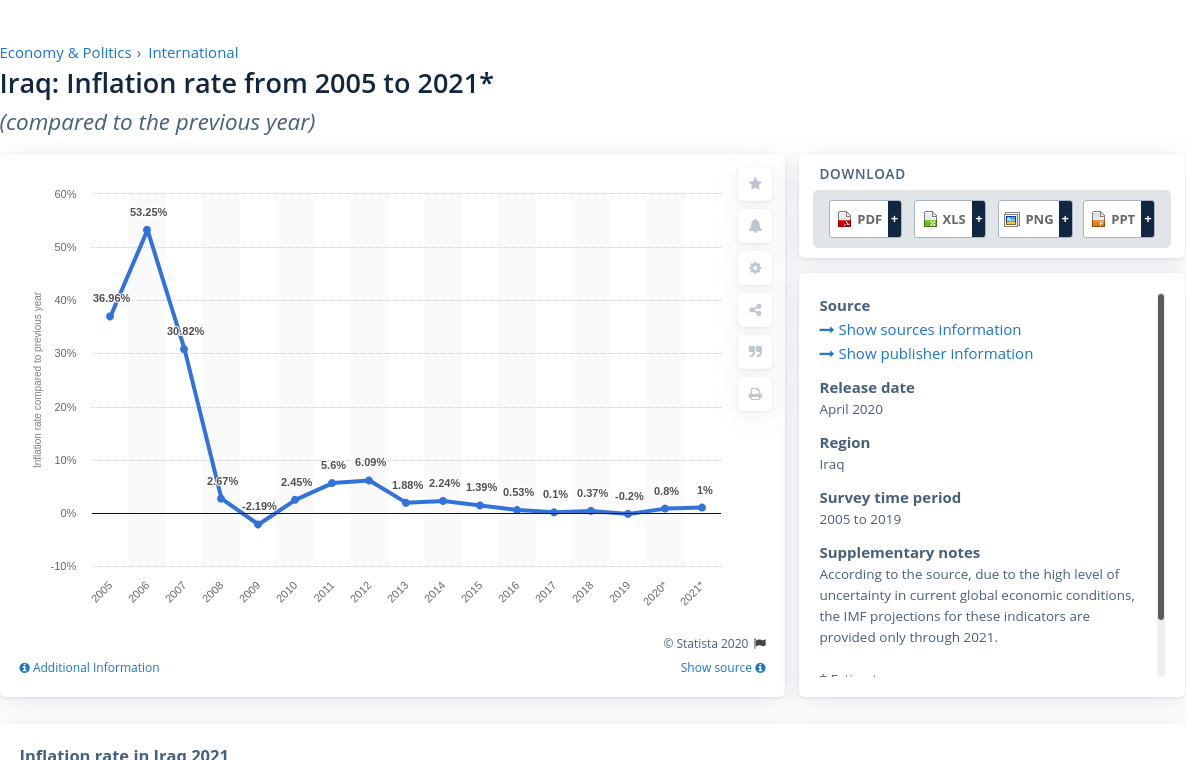 Economy & Politics › International
Iraq: Inflation rate from 2005 to 2021*
(compared to the previous year)
60%
50%
40%
30%
20%
10%
0%
-10%
Inflation rate compared to previous year
36.96%
53.25%
30.82%
2.67%
-2.19%
2.45%
5.6%
6.09%
1.88%
2.24%
1.39%
0.53%
0.1%
0.37%
-0.2%
0.8%
1%
2005
2006
2007
2008
2009
2010
2011
2012
2013
2014
2015
2016
2017
2018
2019
2020*
2021*
© Statista 2020
Additional Information
Show source
DOWNLOAD
PDF + XLS + PNG + PPT +
Source
Show sources information
Show publisher information
Release date
April 2020
Region
Iraq
Survey time period
2005 to 2019
Supplementary notes
According to the source, due to the high level of
uncertainty in current global economic conditions,
the IMF projections for these indicators are
provided only through 2021.
Inflation rate in Iraq 2021